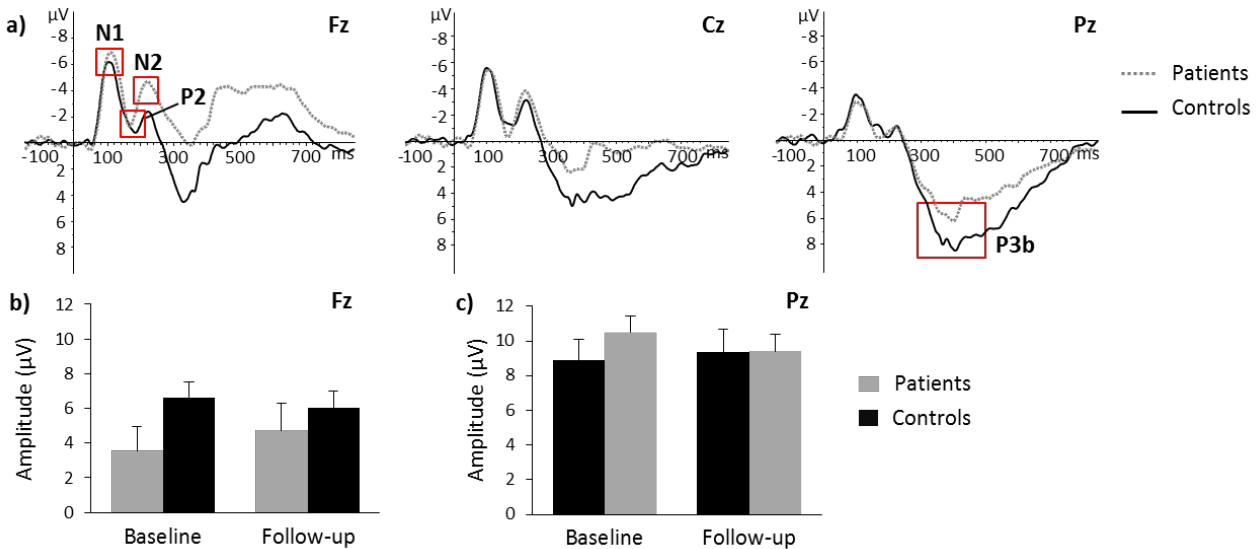 a)
µV
-8
-6
-4
-2
2
4
6
8
-100
100
300
500
700
ms
N1
N2
P2
Fz
µV
-8
-6
-4
-2
2
4
6
8
-100
100
300
500
700
ms
Cz
µV
-8
-6
-4
-2
2
4
6
8
-100
100
300
500
700
ms
Pz
P3b
Patients
Controls
b)
Fz
Amplitude (µV)
12
10
8
6
4
2
0
Baseline Follow-up
c)
Pz
Amplitude (µV)
12
10
8
6
4
2
0
Baseline Follow-up
Patients
Controls